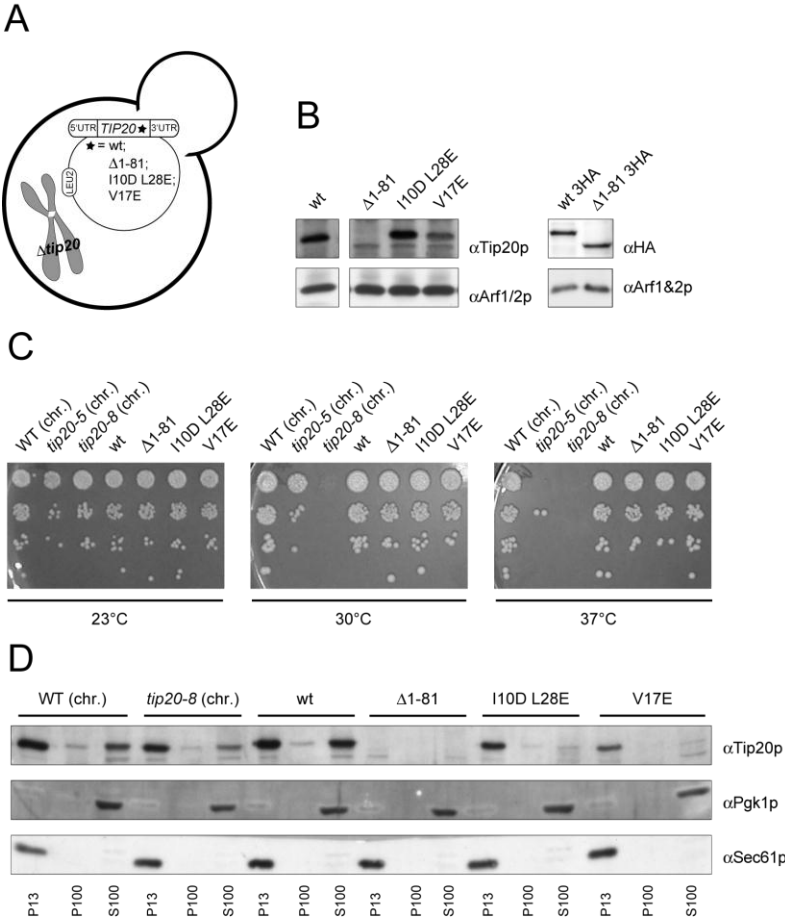 A
5'UTR TIP20★ 3'UTR
★ = wt;
Δ1-81;
I10D L28E;
V17E
LEU2
Δtip20
B
wt
Δ1-81
I10D L28E
V17E
wt 3HA
Δ1-81 3HA
αTip20p
αHA
αArf1/2p
αArf1&2p
C
WT (chr.)
tip20-5 (chr.)
tip20-8 (chr.)
wt
Δ1-81
I10D L28E
V17E
WT (chr.)
tip20-5 (chr.)
tip20-8 (chr.)
wt
Δ1-81
I10D L28E
V17E
WT (chr.)
tip20-5 (chr.)
tip20-8 (chr.)
wt
Δ1-81
I10D L28E
V17E
23°C
30°C
37°C
D
WT (chr.) tip20-8 (chr.) wt Δ1-81 I10D L28E V17E
αTip20p
αPgk1p
αSec61p
P13 P100 S100 P13 P100 S100 P13 P100 S100 P13 P100 S100 P13 P100 S100 P13 P100 S100